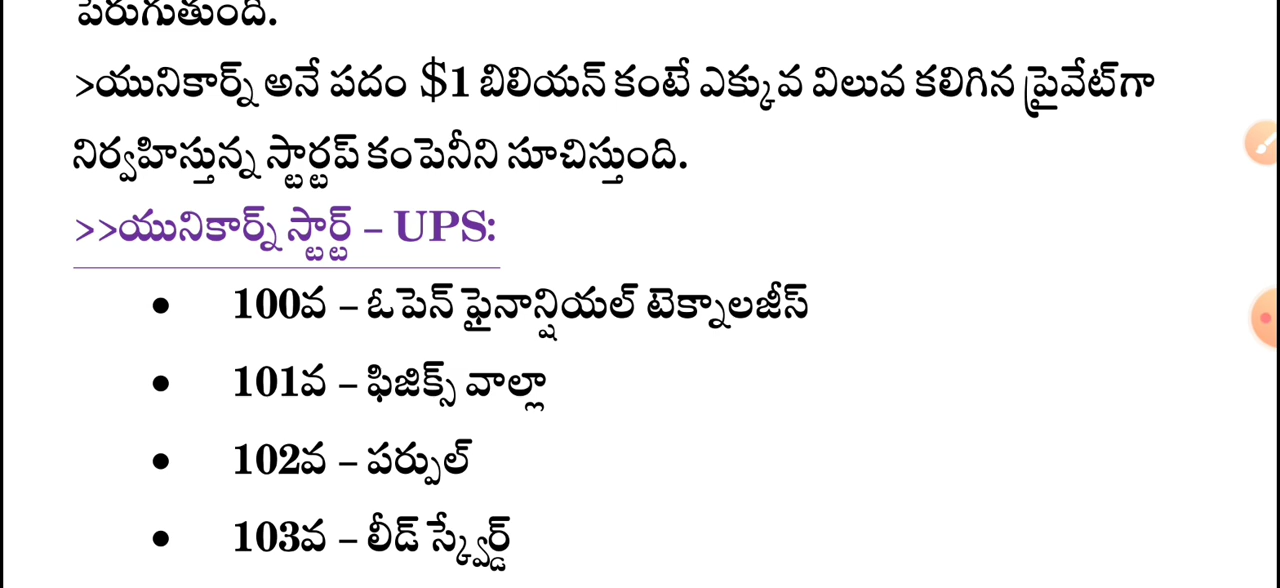 పెరుగుతుంది.
>యునికార్న్ అనే పదం $1 బిలియన్ కంటే ఎక్కువ విలువ కలిగిన ప్రైవేట్‌గా
నిర్వహిస్తున్న స్టార్టప్ కంపెనీని సూచిస్తుంది.
>>యునికార్న్ స్టార్ట్ – UPS:
• 100వ – ఓపెన్ ఫైనాన్షియల్ టెక్నాలజీస్
• 101వ – ఫిజిక్స్ వాల్లా
• 102వ – పర్పుల్
• 103వ – లీడ్ స్క్వేర్డ్